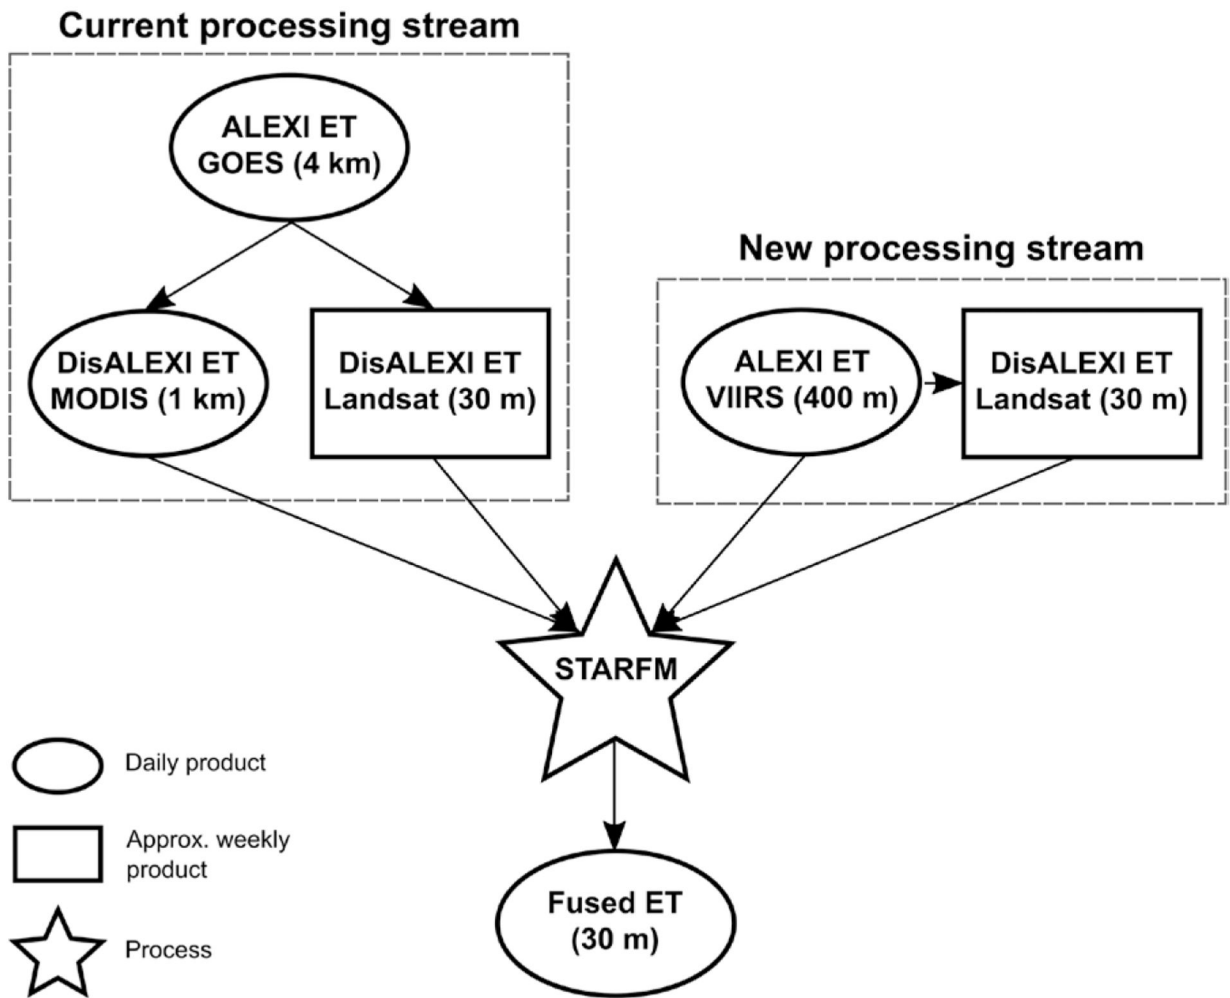 Current processing stream
ALEXI ET
GOES (4 km)
DisALEXI ET
MODIS (1 km)
DisALEXI ET
Landsat (30 m)
New processing stream
ALEXI ET
VIIRS (400 m)
DisALEXI ET
Landsat (30 m)
STARFM
Fused ET
(30 m)
Daily product
Approx. weekly
product
Process